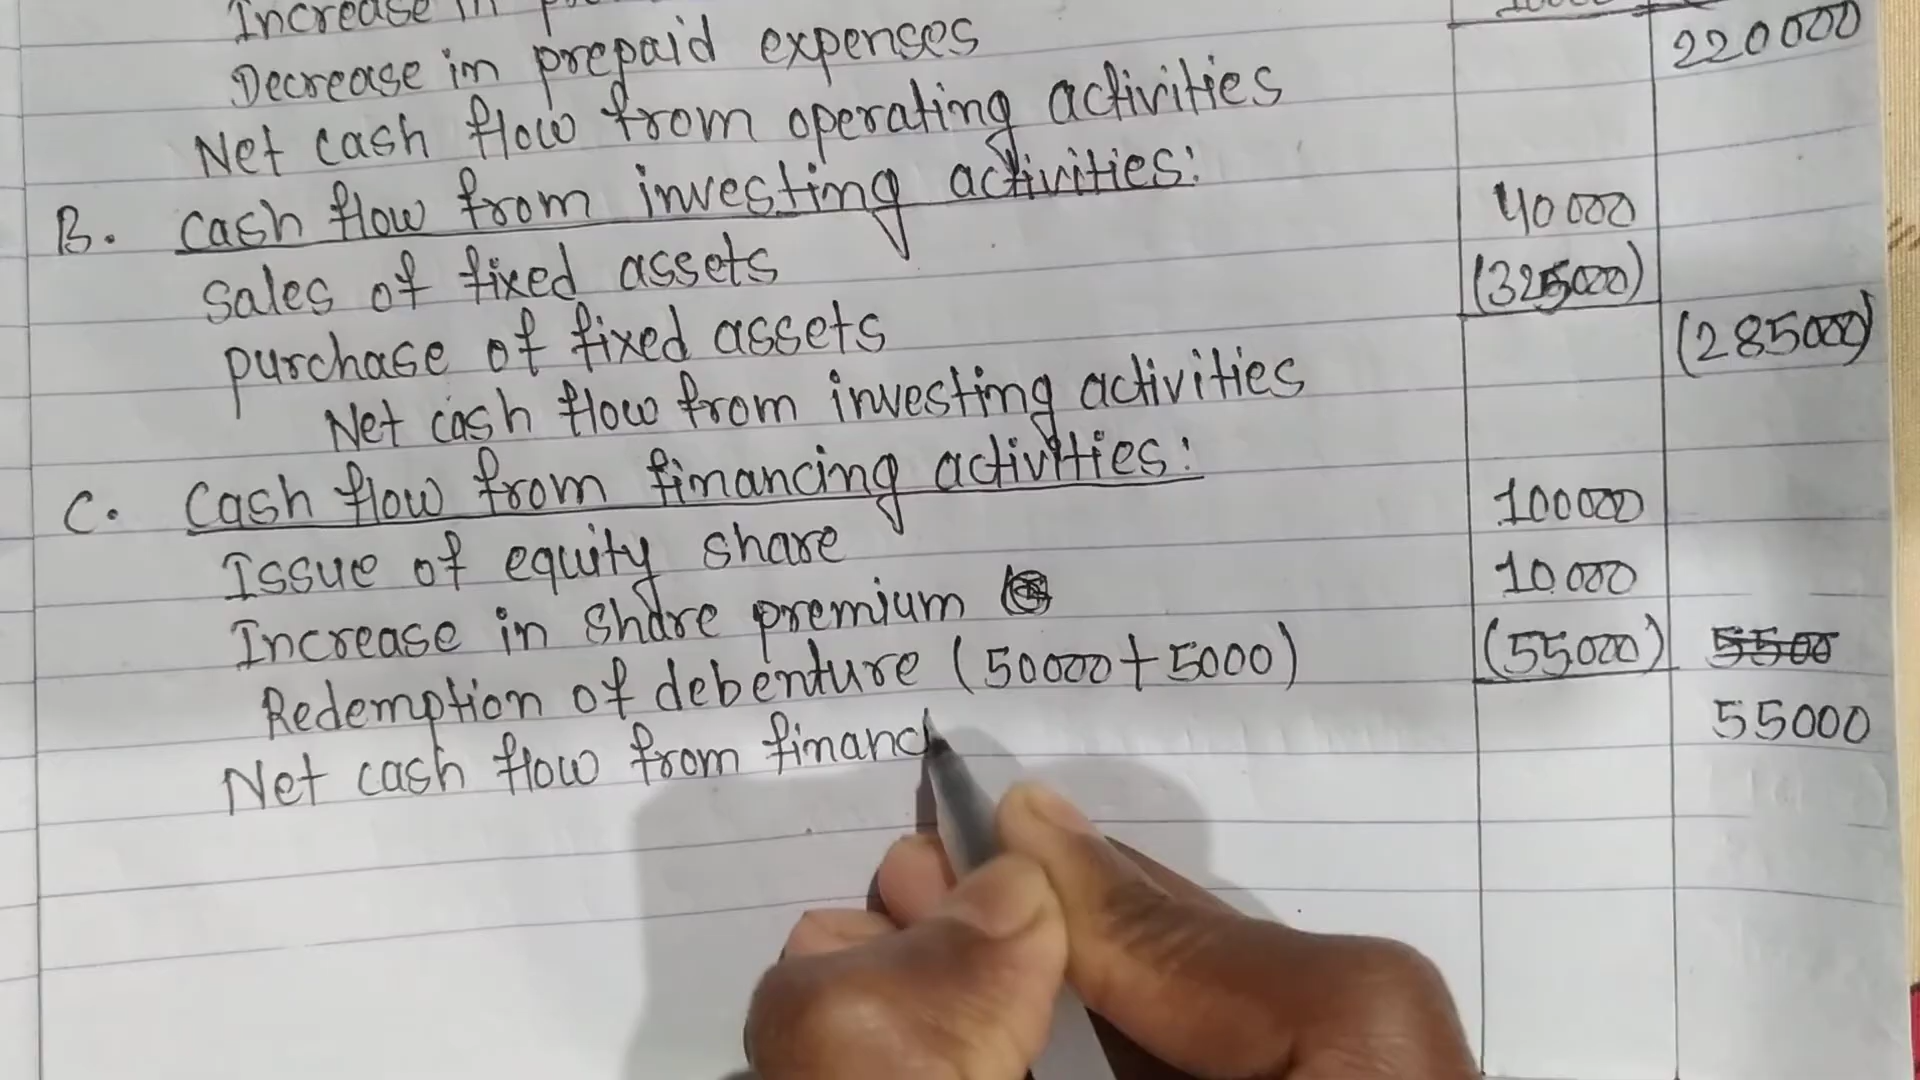 Increase in
Decrease in prepaid expenses
220000
Net cash flow from operating activities
B. Cash flow from investing activities:
Sales of fixed assets 40000
purchase of fixed assets (325000)
Net cash flow from investing activities (285000)
C. Cash flow from financing activities:
Issue of equity share 100000
Increase in share premium 10000
Redemption of debenture (50000+5000) (55000) 5500
Net cash flow from financ 55000